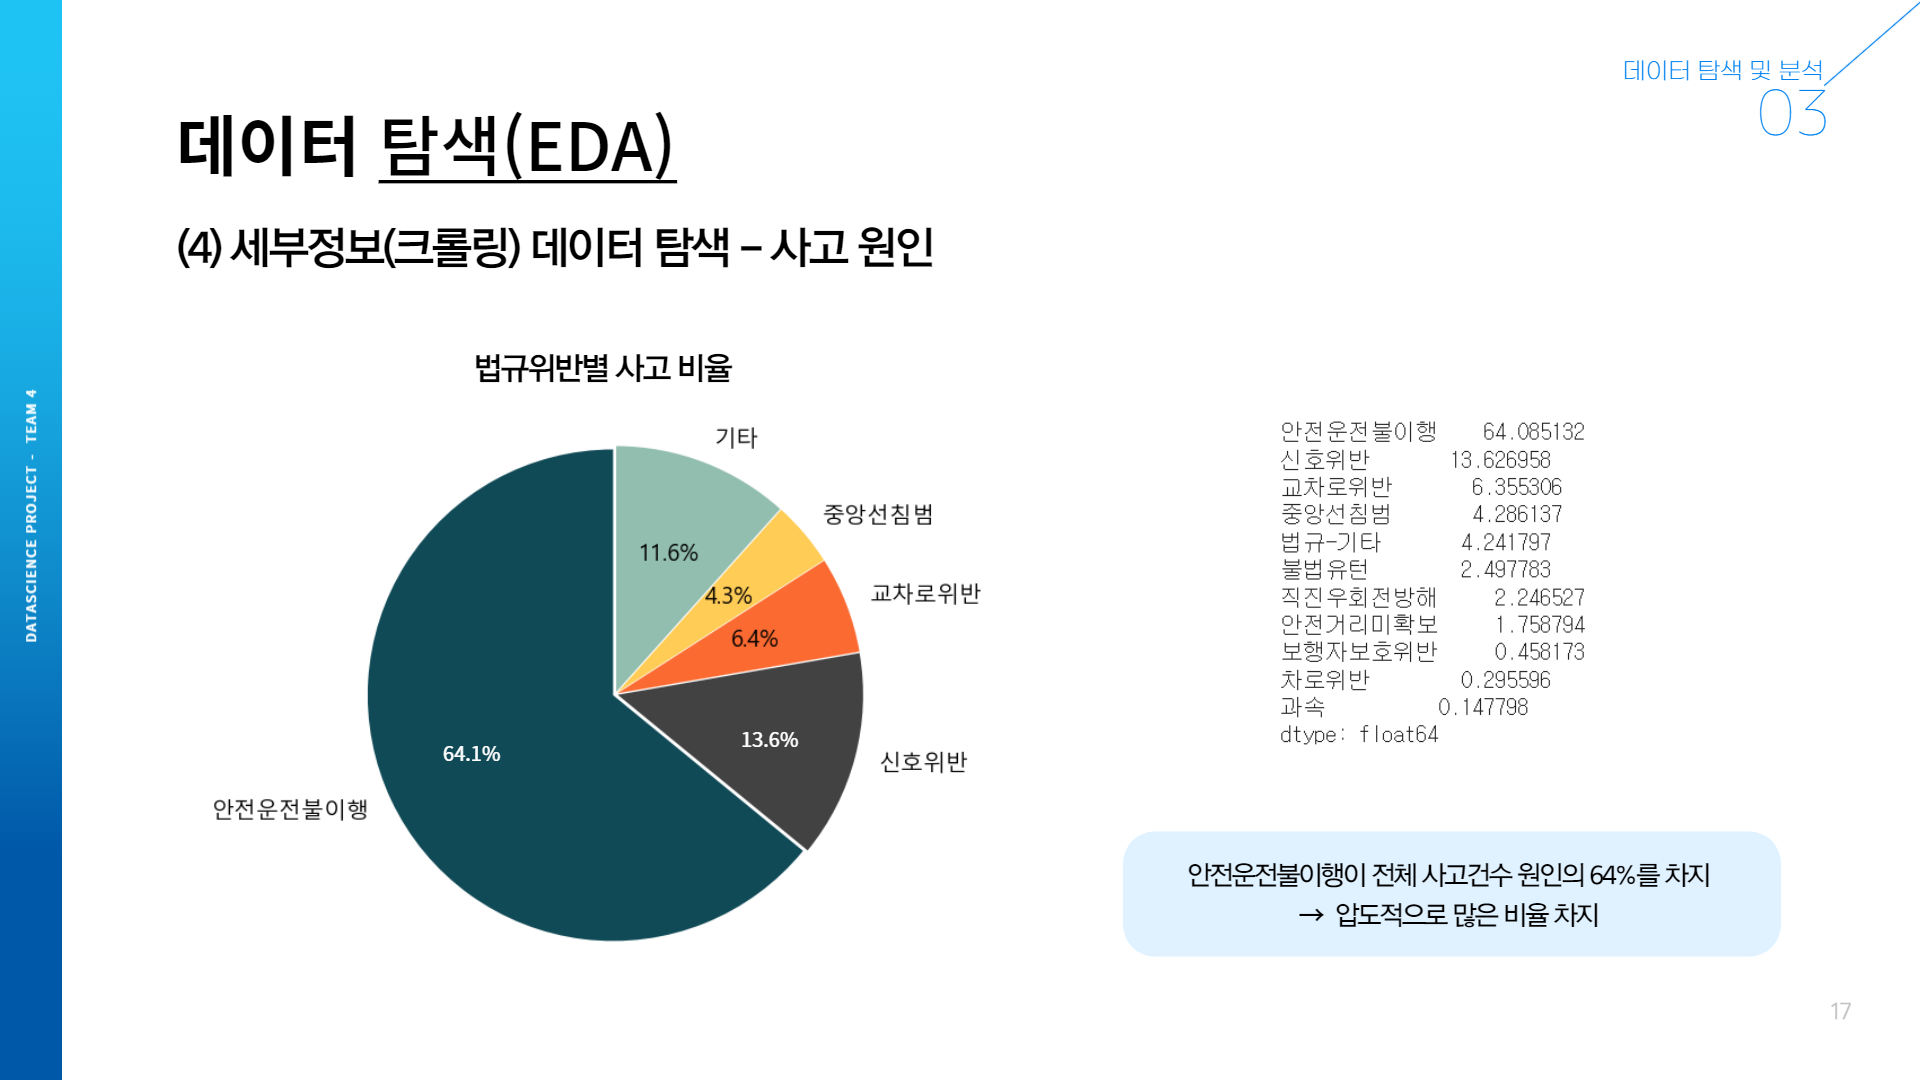 데이터 탐색 및 분석
03
데이터 탐색(EDA)
(4) 세부정보(크롤링) 데이터 탐색 – 사고 원인
DATASCIENCE PROJECT - TEAM 4
법규위반별 사고 비율
기타
중앙선침범
11.6%
4.3%
교차로위반
6.4%
13.6%
신호위반
64.1%
안전운전불이행
안전운전불이행 64.085132
신호위반 13.626958
교차로위반 6.355306
중앙선침범 4.286137
법규-기타 4.241797
불법유턴 2.497783
직진우회전방해 2.246527
안전거리미확보 1.758794
보행자보호위반 0.458173
차로위반 0.295596
과속 0.147798
dtype: float64
안전운전불이행이 전체 사고건수 원인의 64%를 차지
→ 압도적으로 많은 비율 차지
17